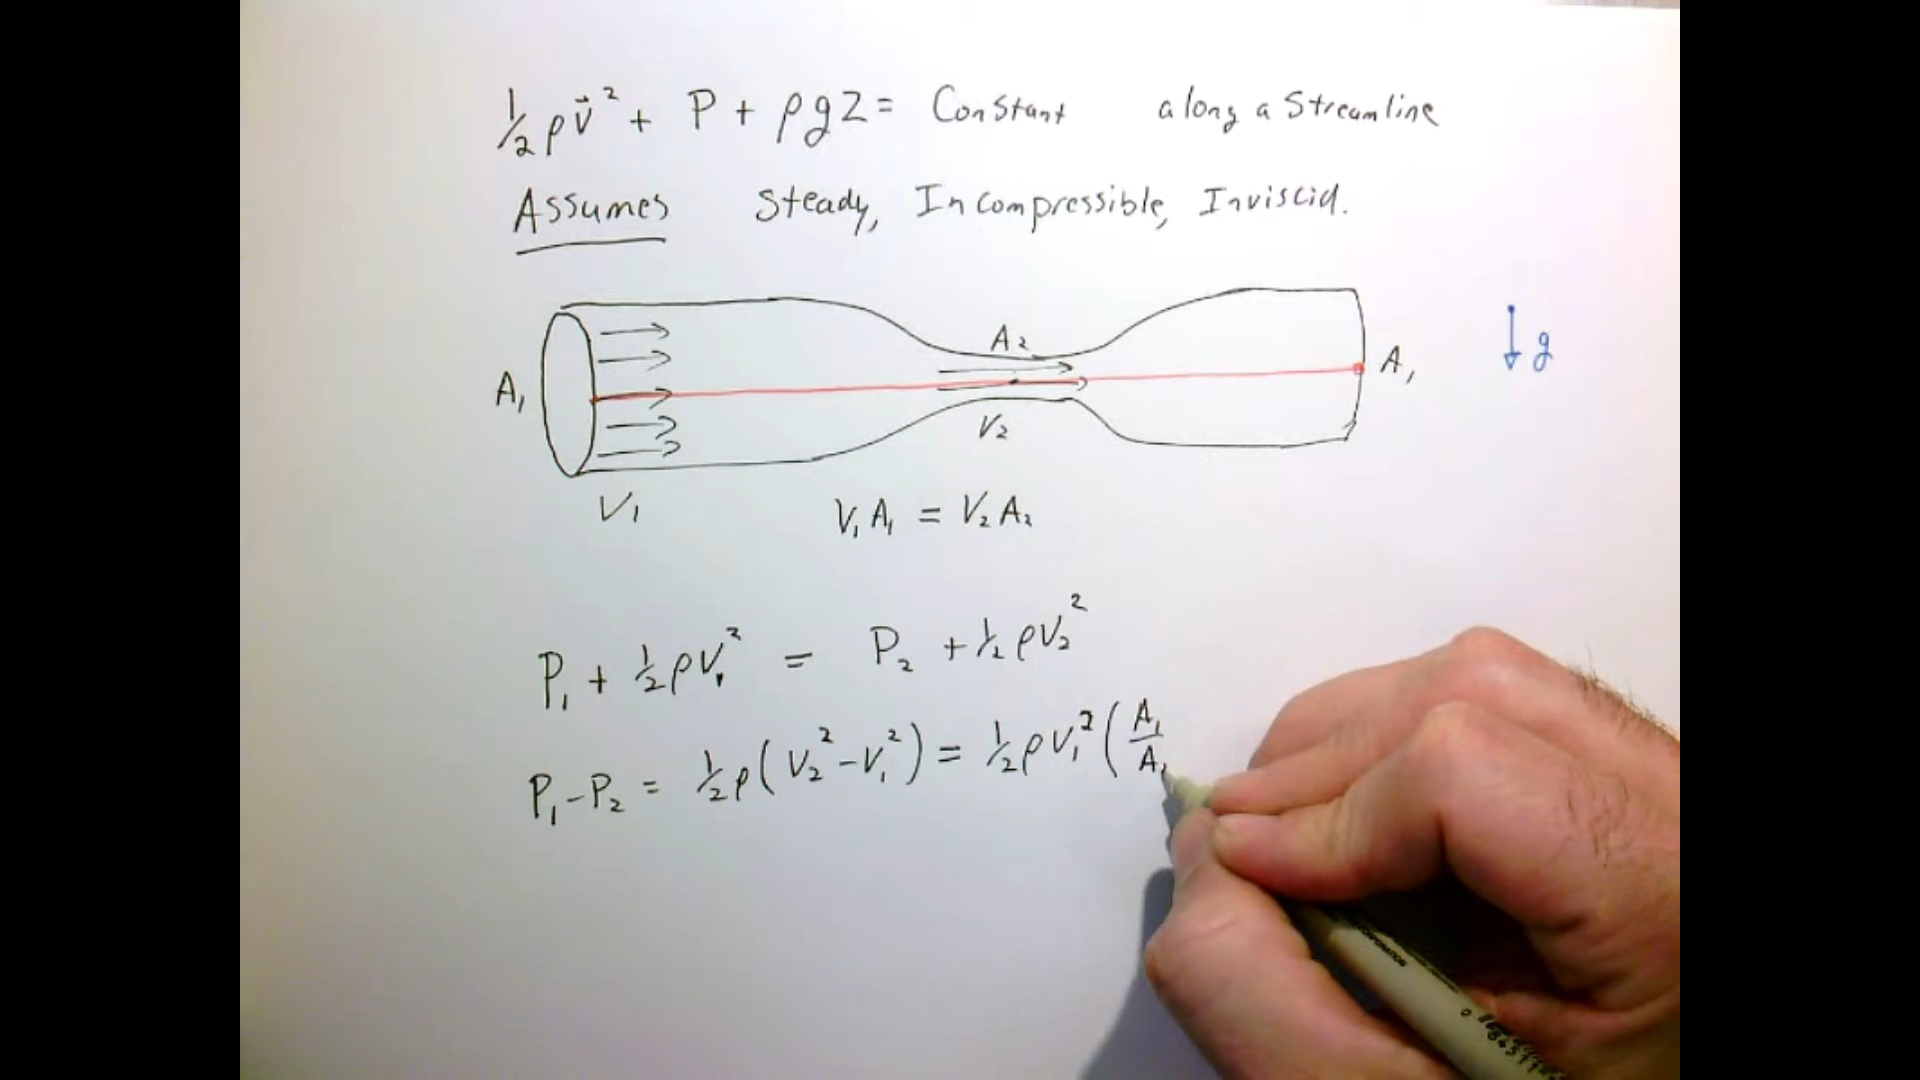 ½ρv⃗² + P + ρgz = Constant along a Streamline
Assumes Steady, Incompressible, Inviscid.
A₂
A₁
A₁
g
V₂
V₁
V₁A₁ = V₂A₂
P₁ + ½ρV₁² = P₂ + ½ρV₂²
P₁-P₂ = ½ρ(V₂²-V₁²) = ½ρV₁²(A₁/A